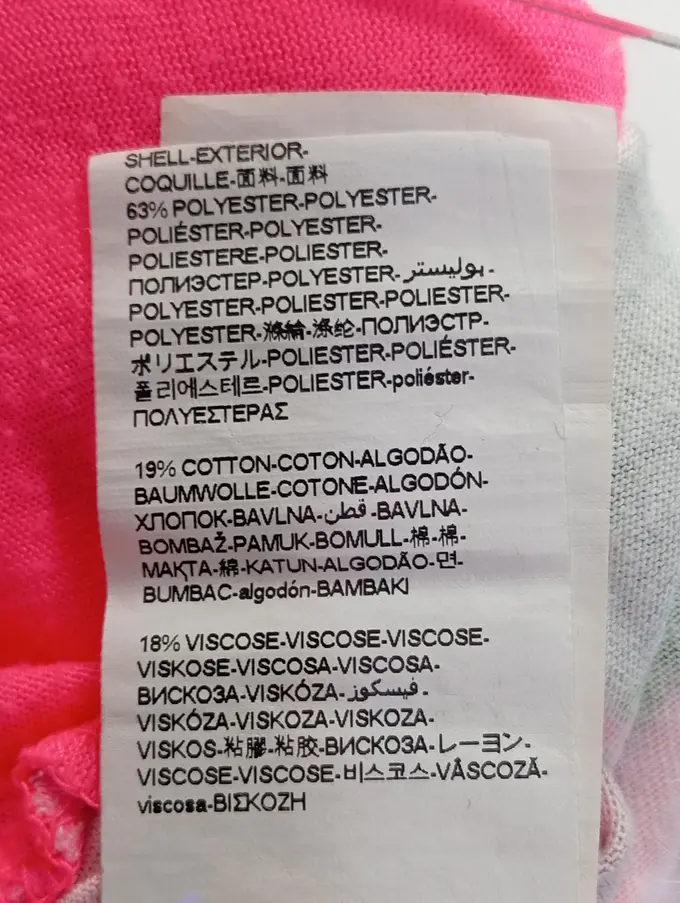 SHELL-EXTERIOR-
COQUILLE-面料-面料
63% POLYESTER-POLYESTER-
POLIÉSTER-POLYESTER-
POLIESTERE-POLIESTER-
ПОЛИЭСТЕР-POLYESTER-بوليستر-
POLYESTER-POLIESTER-POLIESTER-
POLYESTER-滌綸-涤纶-ПОЛИЭСТР-
ポリエステル-POLIESTER-POLIÉSTER-
폴리에스테르-POLIESTER-poliéster-
ΠΟΛΥΕΣΤΕΡΑΣ
19% COTTON-COTON-ALGODÃO-
BAUMWOLLE-COTONE-ALGODÓN-
ХЛОПОК-BAVLNA-قطن-BAVLNA-
BOMBAŽ-PAMUK-BOMULL-棉-棉-
МАҚТА-綿-KATUN-ALGODÃO-면-
BUMBAC-algodón-BAMBAKI
18% VISCOSE-VISCOSE-VISCOSE-
VISKOSE-VISCOSA-VISCOSA-
ВИСКОЗА-VISKÓZA-فيسكوز-
VISKÓZA-VISKOZA-VISKOZA-
VISKOS-粘膠-粘胶-ВИСКОЗА-レーヨン-
VISCOSE-VISCOSE-비스코스-VÂSCOZĂ-
viscosa-ΒΙΣΚΟΖΗ